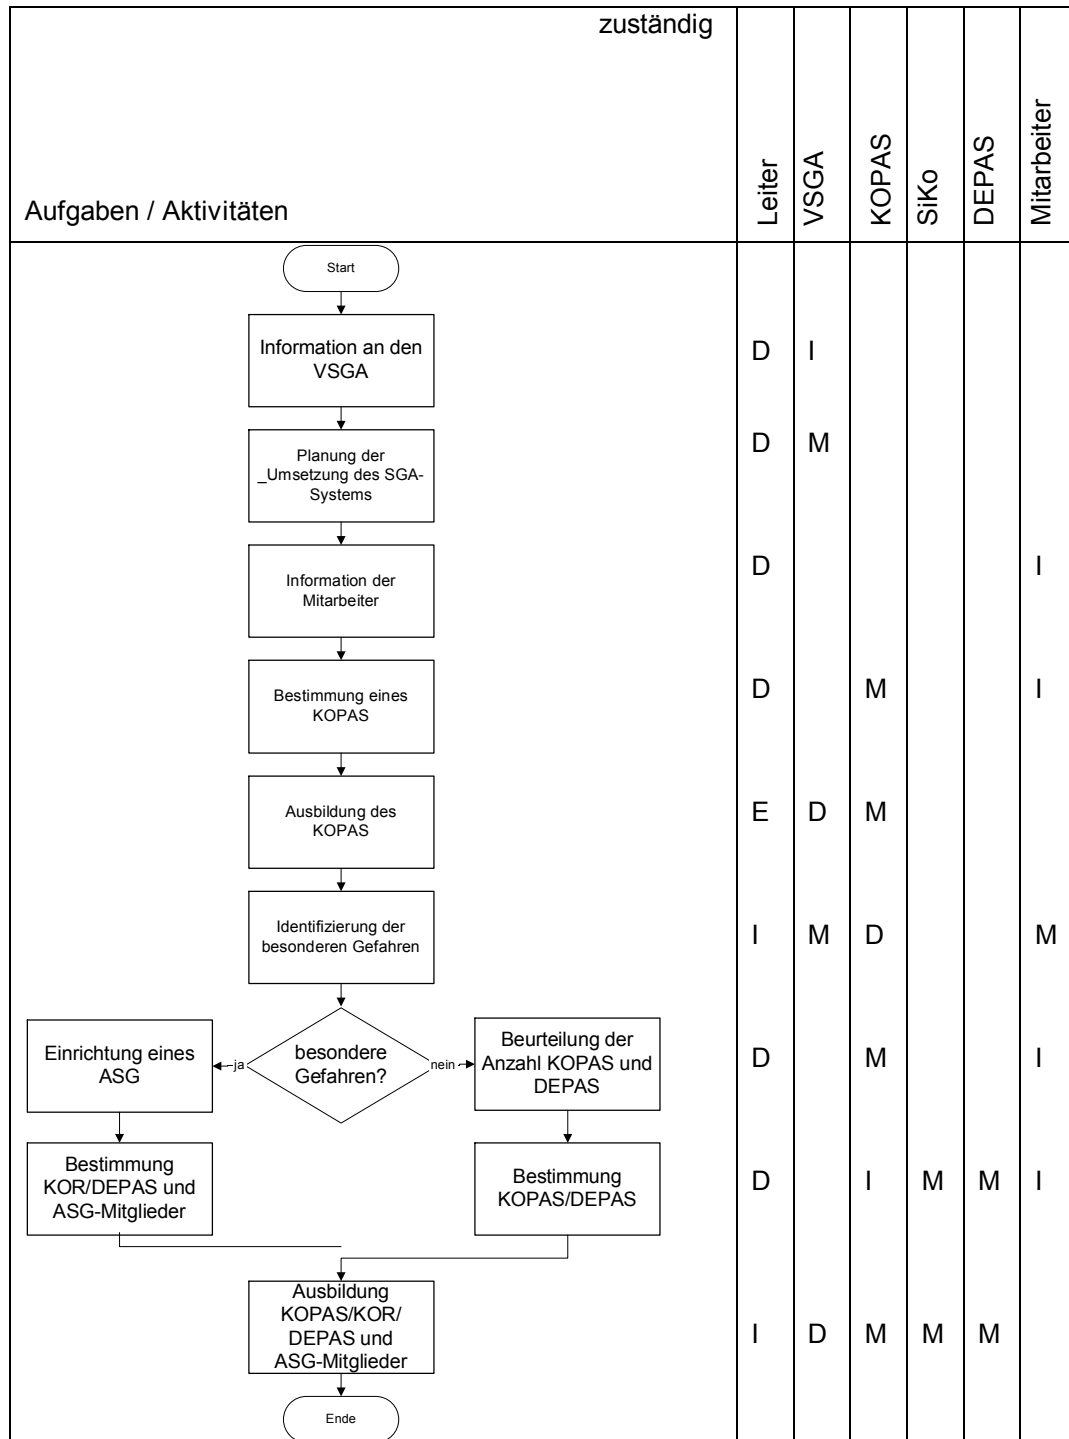 zuständig
Aufgaben / Aktivitäten
Leiter
VSGA
KOPAS
SiKo
DEPAS
Mitarbeiter
Start
Information an den
VSGA
D I
Planung der
_Umsetzung des SGA-
Systems
D M
Information der
Mitarbeiter
D I
Bestimmung eines
KOPAS
D M I
Ausbildung des
KOPAS
E D M
Identifizierung der
besonderen Gefahren
I M D M
besondere
Gefahren?
ja
nein
Einrichtung eines
ASG
Beurteilung der
Anzahl KOPAS und
DEPAS
D M I
Bestimmung
KOR/DEPAS und
ASG-Mitglieder
Bestimmung
KOPAS/DEPAS
D I M M I
Ausbildung
KOPAS/KOR/
DEPAS und
ASG-Mitglieder
I D M M M
Ende